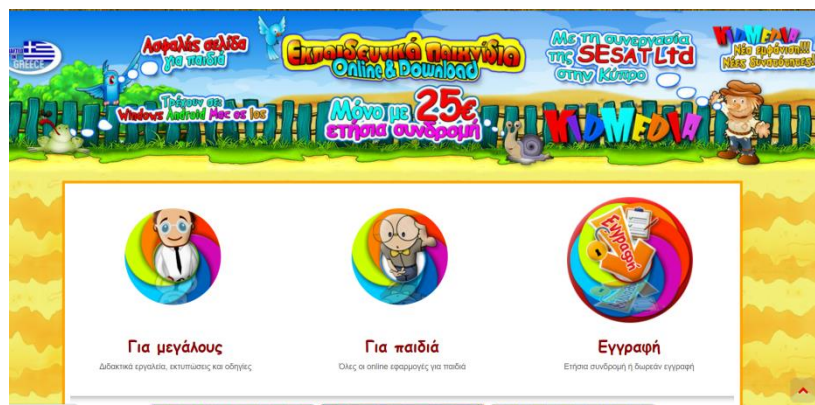 GREECE
Ασφαλές σελίδα
για παιδιά
Εκπαιδευτικά Παιχνίδια
Online & Download
Με τη συνεργασία
της SESAT Ltd
στην Κύπρο
KIDMEDIA
Νέα εμφάνιση!!!
Νέες δυνατότητες!
Τρέχουν σε:
Windows Android Mac os Ios
Μόνο με 25€
ετήσια συνδρομή
KIDMEDIA
Για μεγάλους
Διδακτικά εργαλεία, εκτυπώσεις και οδηγίες
Για παιδιά
Όλες οι online εφαρμογές για παιδιά
Εγγραφή
Εγγραφή
Ετήσια συνδρομή ή δωρεάν εγγραφή